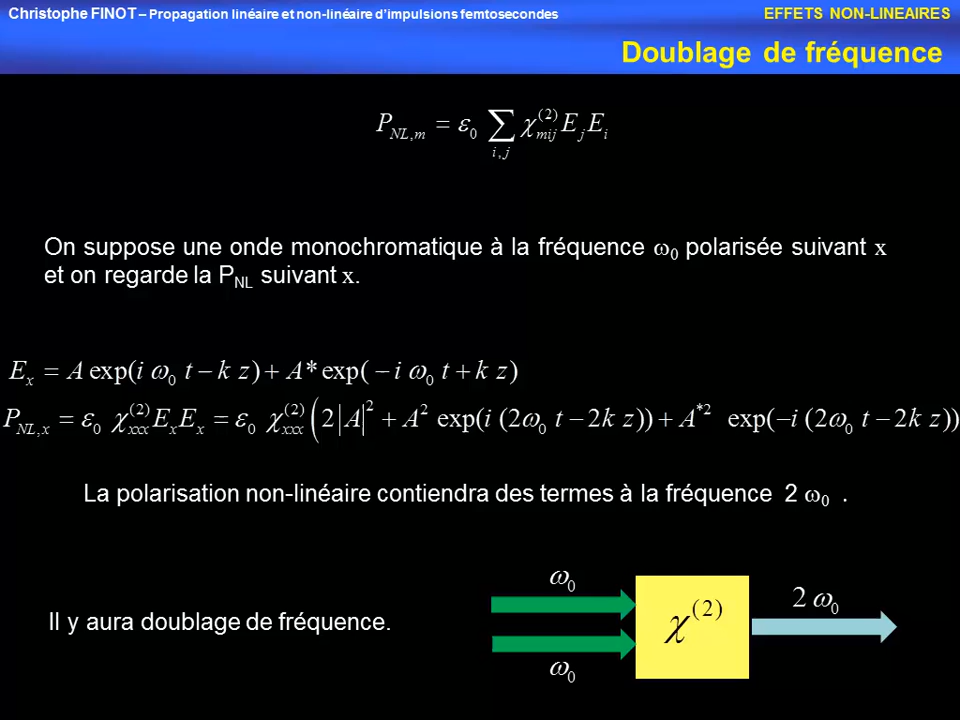 Christophe FINOT – Propagation linéaire et non-linéaire d'impulsions femtosecondes
EFFETS NON-LINEAIRES
Doublage de fréquence
P_{NL,m} = ε_0 ∑_{i,j} χ_{mij}^{(2)} E_j E_i
On suppose une onde monochromatique à la fréquence ω_0 polarisée suivant x
et on regarde la P_{NL} suivant x.
E_x = A exp(i ω_0 t − k z) + A* exp( − i ω_0 t + k z)
P_{NL,x} = ε_0 χ_{xxx}^{(2)} E_x E_x = ε_0 χ_{xxx}^{(2)} (2 |A|^2 + A^2 exp(i (2ω_0 t − 2k z)) + A^{*2} exp(−i (2ω_0 t − 2k z))
La polarisation non-linéaire contiendra des termes à la fréquence 2 ω_0 .
ω_0
χ^{(2)}
2 ω_0
Il y aura doublage de fréquence.
ω_0